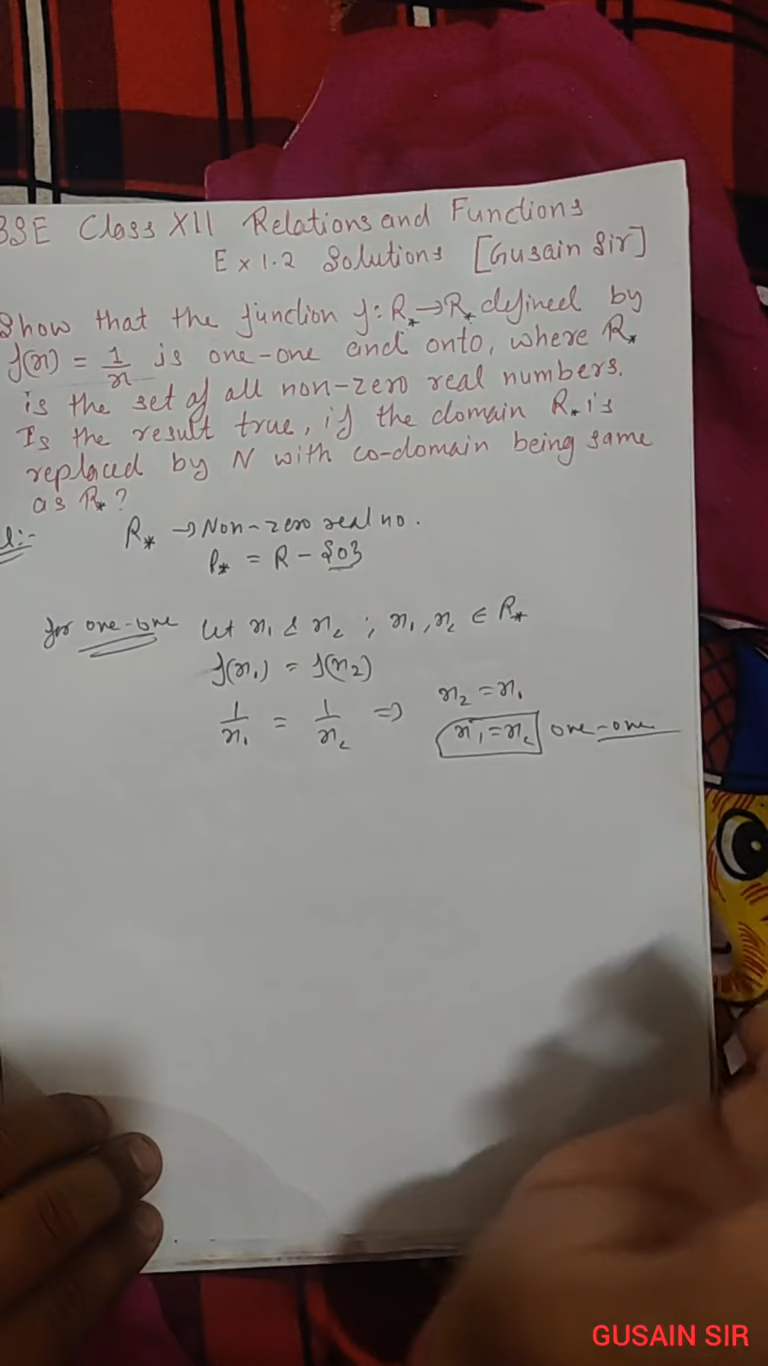 BSE Class XII Relations and Functions
Ex 1.2 Solutions [Gusain Sir]
Show that the function f: R* → R* defined by
f(x) = 1/x is one-one and onto, where R*
is the set of all non-zero real numbers.
Is the result true, if the domain R* is
replaced by N with co-domain being same
as R*?
R* → Non-zero real no.
R* = R - {0}
for one-one let x₁ & x₂ ; x₁, x₂ ∈ R*
f(x₁) = f(x₂)
1/x₁ = 1/x₂ ⇒ x₂ = x₁
x₁ = x₂ one-one
GUSAIN SIR